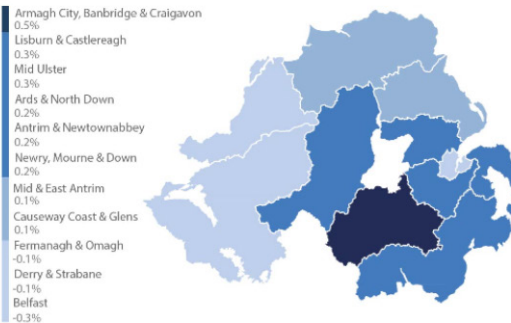 Armagh City, Banbridge & Craigavon
0.5%
Lisburn & Castlereagh
0.3%
Mid Ulster
0.3%
Ards & North Down
0.2%
Antrim & Newtownabbey
0.2%
Newry, Mourne & Down
0.2%
Mid & East Antrim
0.1%
Causeway Coast & Glens
0.1%
Fermanagh & Omagh
-0.1%
Derry & Strabane
-0.1%
Belfast
-0.3%